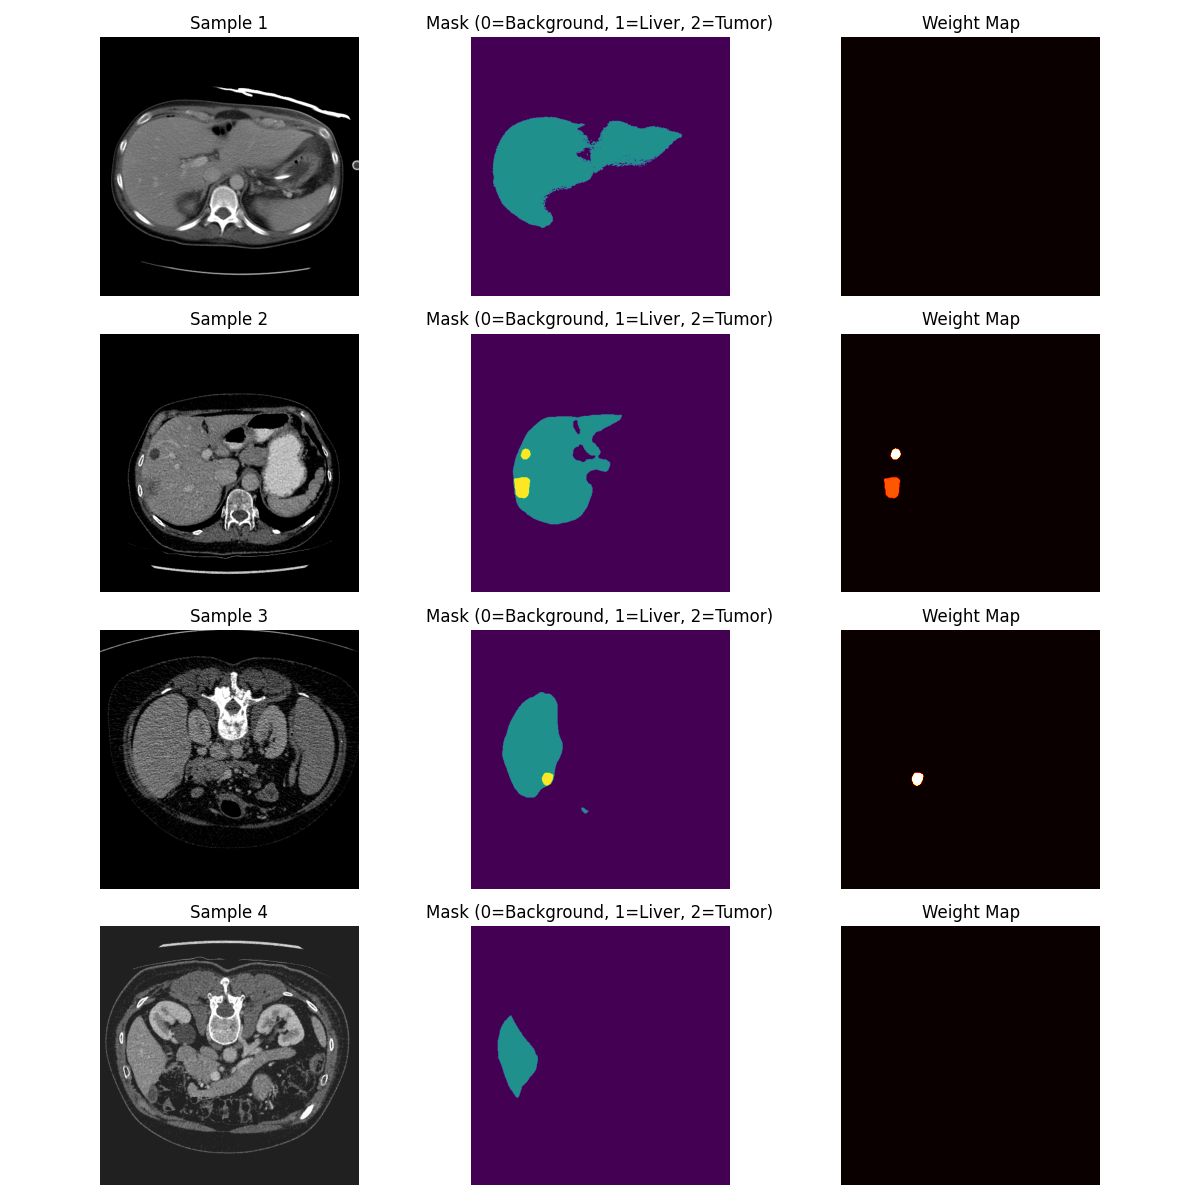 Sample 1
Mask (0=Background, 1=Liver, 2=Tumor)
Weight Map
Sample 2
Mask (0=Background, 1=Liver, 2=Tumor)
Weight Map
Sample 3
Mask (0=Background, 1=Liver, 2=Tumor)
Weight Map
Sample 4
Mask (0=Background, 1=Liver, 2=Tumor)
Weight Map